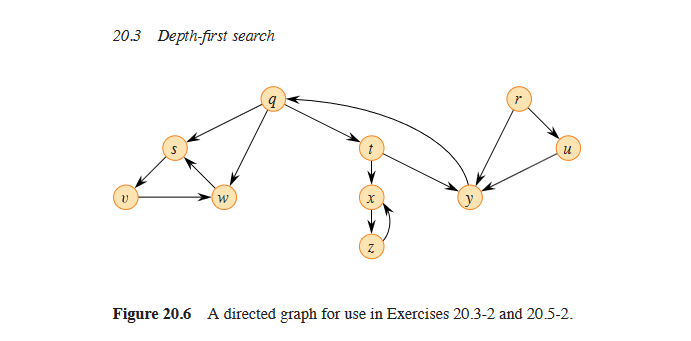 20.3 Depth-first search
q
r
s
t
u
v
w
x
y
z
Figure 20.6 A directed graph for use in Exercises 20.3-2 and 20.5-2.